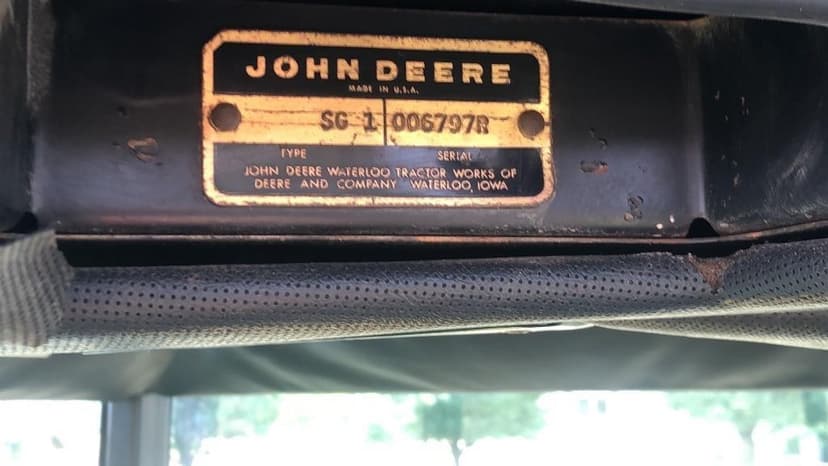 JOHN DEERE
MADE IN U.S.A.
SG 1 006797R
TYPE SERIAL
JOHN DEERE WATERLOO TRACTOR WORKS OF
DEERE AND COMPANY WATERLOO, IOWA